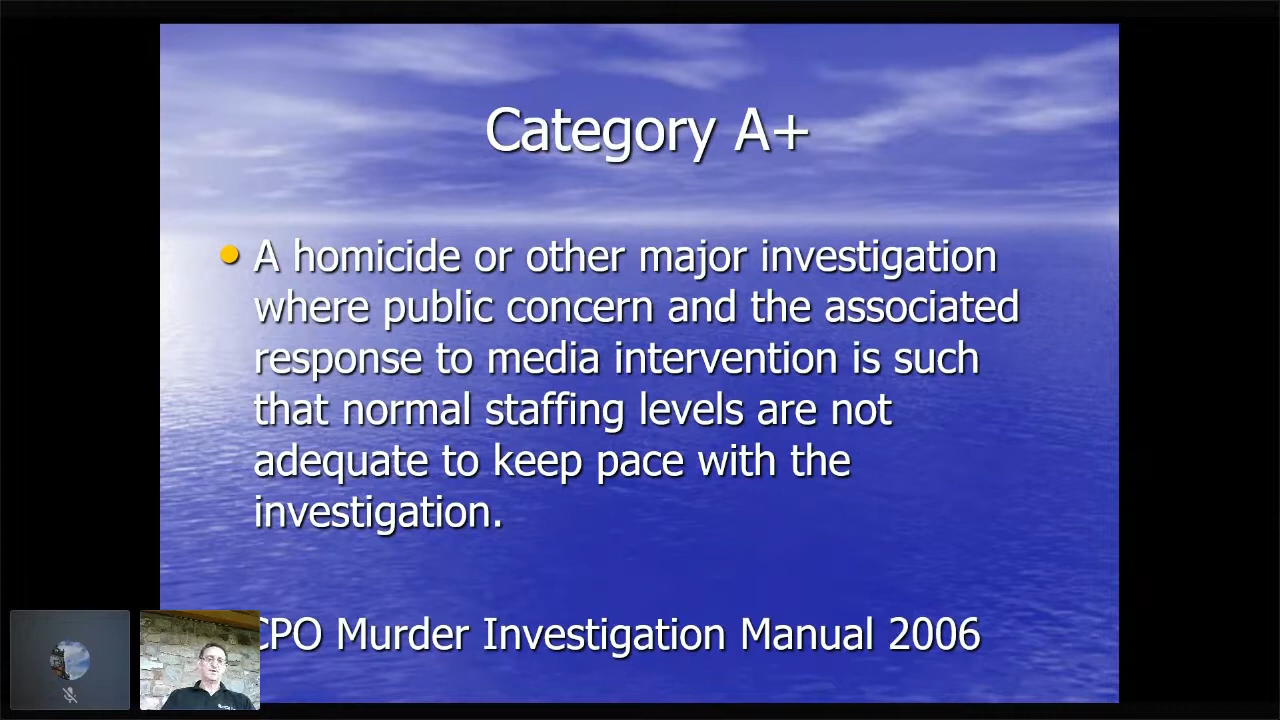 Category A+
• A homicide or other major investigation
where public concern and the associated
response to media intervention is such
that normal staffing levels are not
adequate to keep pace with the
investigation.
CPO Murder Investigation Manual 2006